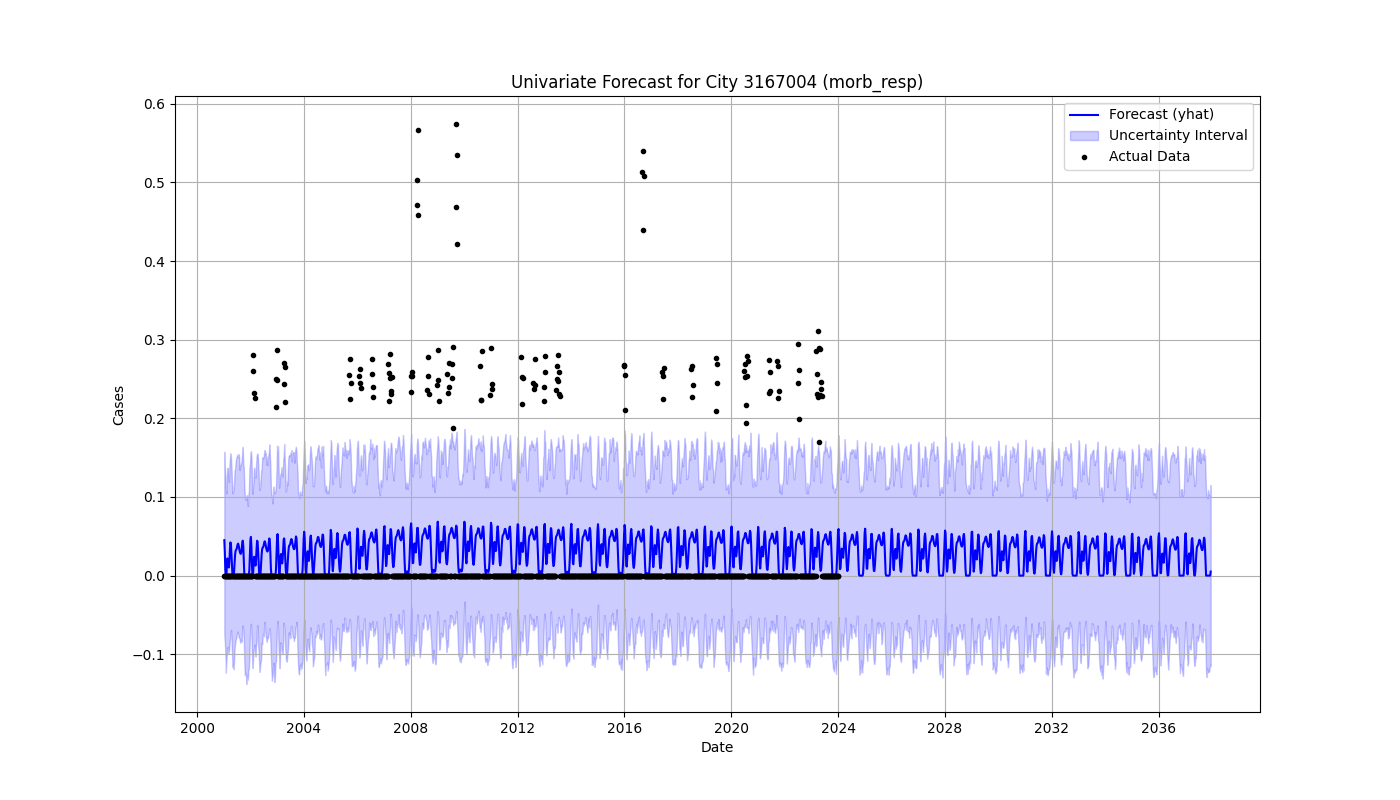 Univariate Forecast for City 3167004 (morb_resp)
Forecast (yhat)
Uncertainty Interval
Actual Data
Cases
0.6
0.5
0.4
0.3
0.2
0.1
0.0
−0.1
2000 2004 2008 2012 2016 2020 2024 2028 2032 2036
Date